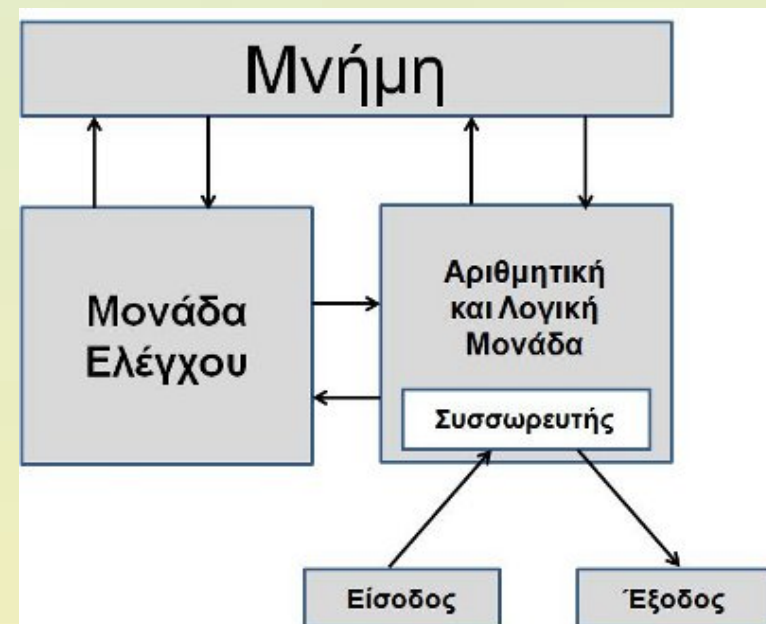 Μνήμη
Μονάδα
Ελέγχου
Αριθμητική
και Λογική
Μονάδα
Συσσωρευτής
Είσοδος
Έξοδος